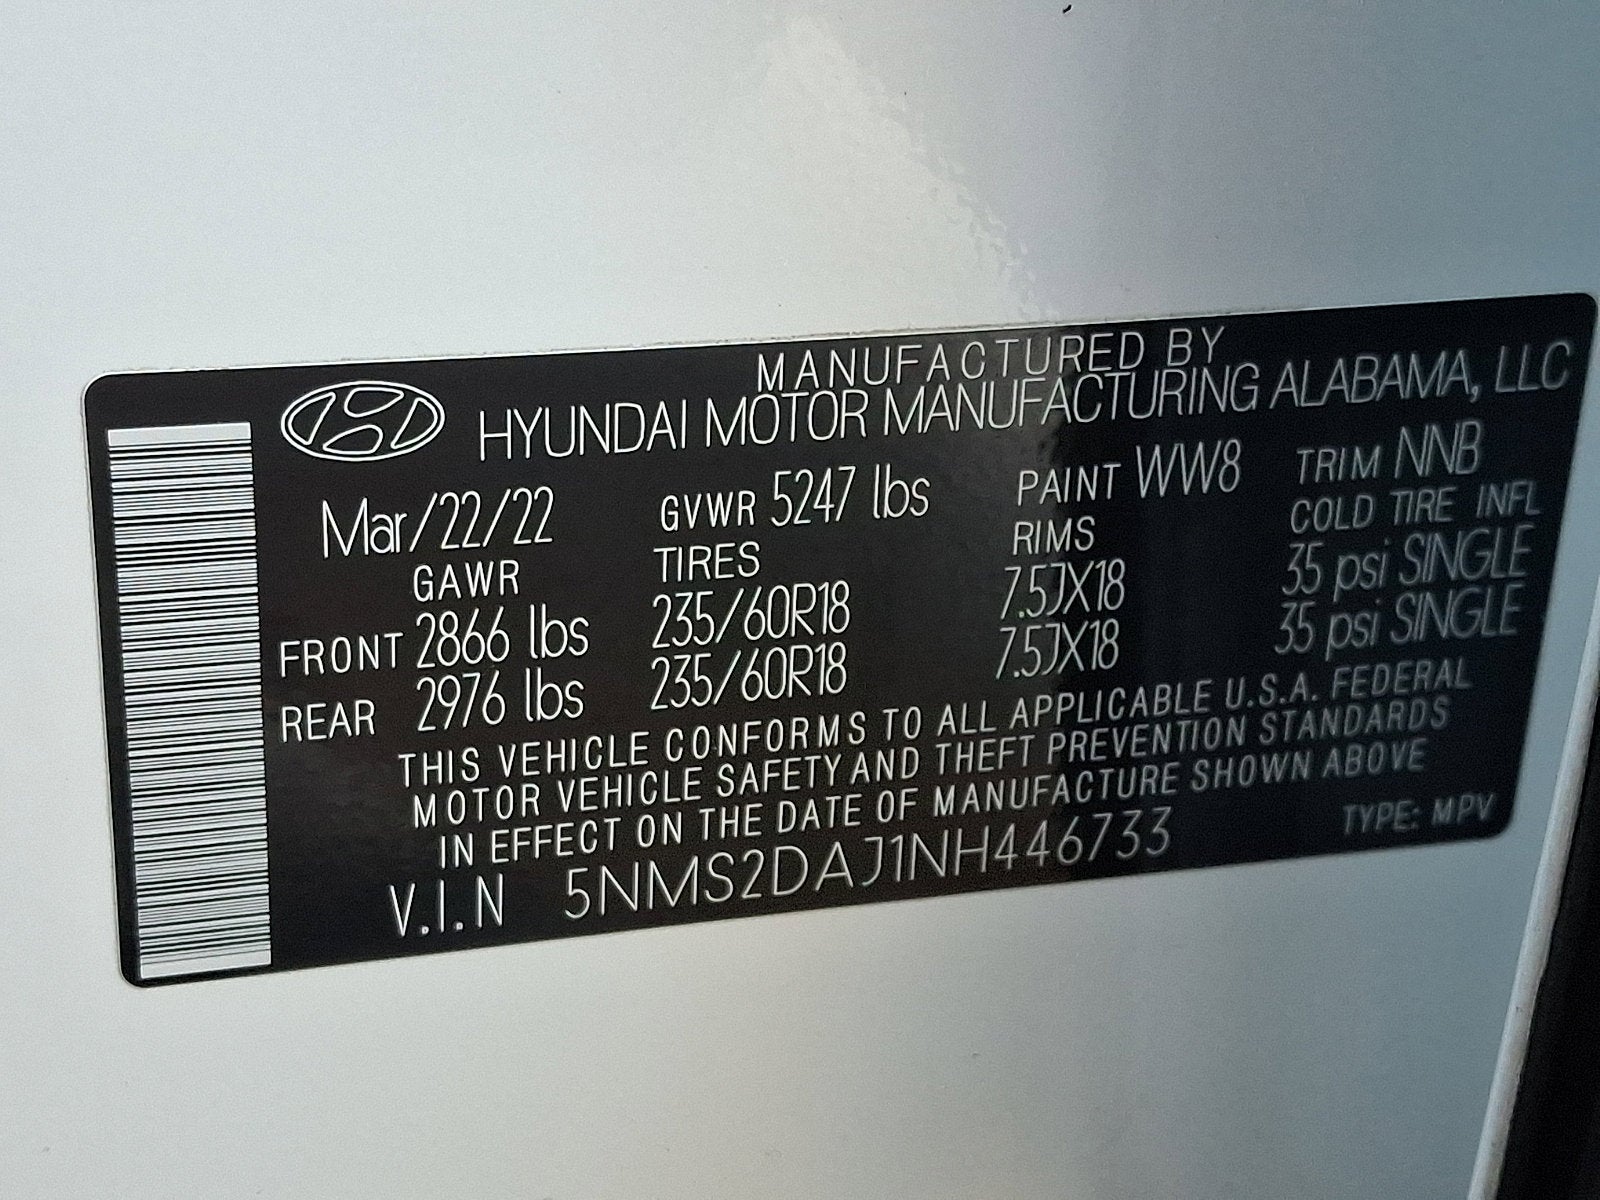 MANUFACTURED BY
HYUNDAI MOTOR MANUFACTURING ALABAMA, LLC
Mar/22/22 GVWR 5247 lbs PAINT WW8 TRIM NNB
GAWR TIRES RIMS COLD TIRE INFL
FRONT 2866 lbs 235/60R18 7.5JX18 35 psi SINGLE
REAR 2976 lbs 235/60R18 7.5JX18 35 psi SINGLE
THIS VEHICLE CONFORMS TO ALL APPLICABLE U.S.A. FEDERAL
MOTOR VEHICLE SAFETY AND THEFT PREVENTION STANDARDS
IN EFFECT ON THE DATE OF MANUFACTURE SHOWN ABOVE
V.I.N 5NMS2DAJ1NH446733 TYPE: MPV